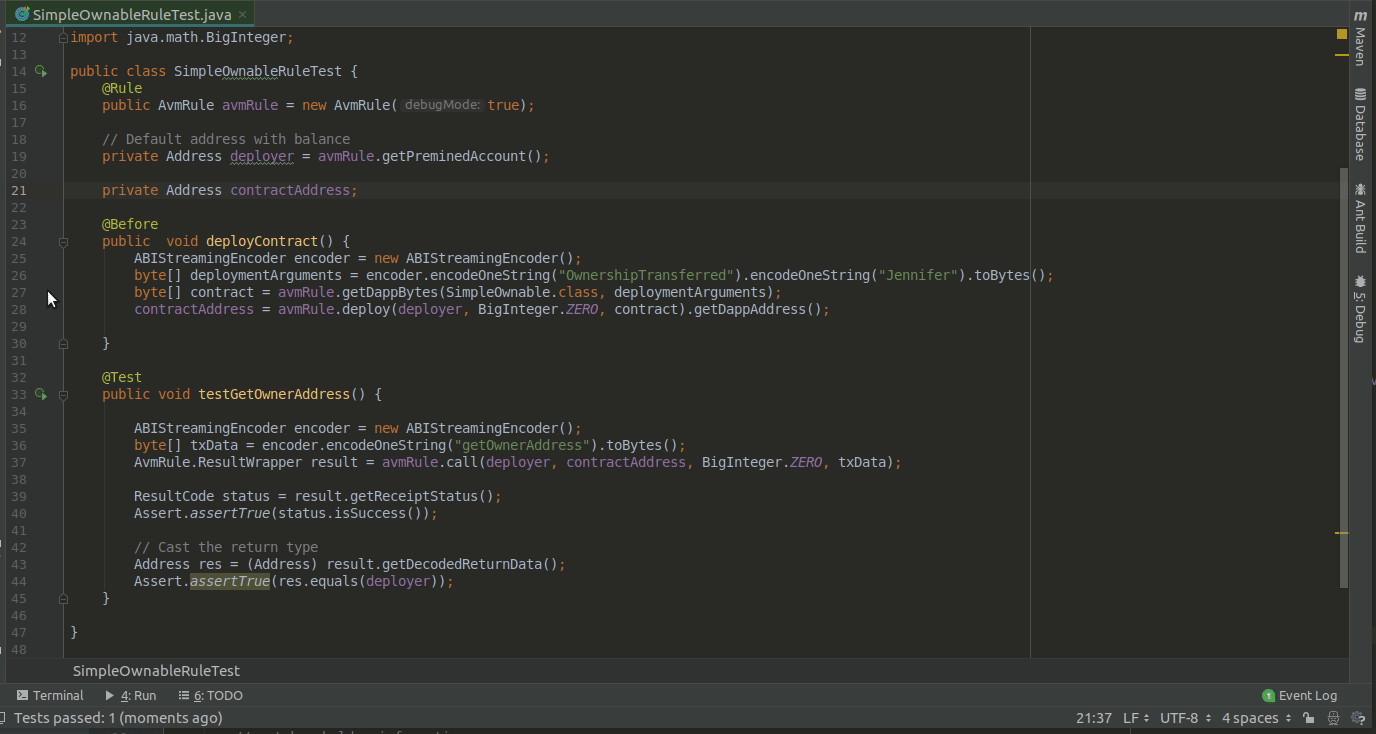 SimpleOwnableRuleTest.java
12 import java.math.BigInteger;
13
14 public class SimpleOwnableRuleTest {
15 @Rule
16 public AvmRule avmRule = new AvmRule( debugMode: true);
17
18 // Default address with balance
19 private Address deployer = avmRule.getPreminedAccount();
20
21 private Address contractAddress;
22
23 @Before
24 public  void deployContract() {
25 ABIStreamingEncoder encoder = new ABIStreamingEncoder();
26 byte[] deploymentArguments = encoder.encodeOneString("OwnershipTransferred").encodeOneString("Jennifer").toBytes();
27 byte[] contract = avmRule.getDappBytes(SimpleOwnable.class, deploymentArguments);
28 contractAddress = avmRule.deploy(deployer, BigInteger.ZERO, contract).getDappAddress();
29
30 }
31
32 @Test
33 public void testGetOwnerAddress() {
34
35 ABIStreamingEncoder encoder = new ABIStreamingEncoder();
36 byte[] txData = encoder.encodeOneString("getOwnerAddress").toBytes();
37 AvmRule.ResultWrapper result = avmRule.call(deployer, contractAddress, BigInteger.ZERO, txData);
38
39 ResultCode status = result.getReceiptStatus();
40 Assert.assertTrue(status.isSuccess());
41
42 // Cast the return type
43 Address res = (Address) result.getDecodedReturnData();
44 Assert.assertTrue(res.equals(deployer));
45 }
46
47 }
48
m Maven
Database
Ant Build
5: Debug
SimpleOwnableRuleTest
Terminal 4: Run 6: TODO 1 Event Log
Tests passed: 1 (moments ago) 21:37 LF UTF-8 4 spaces